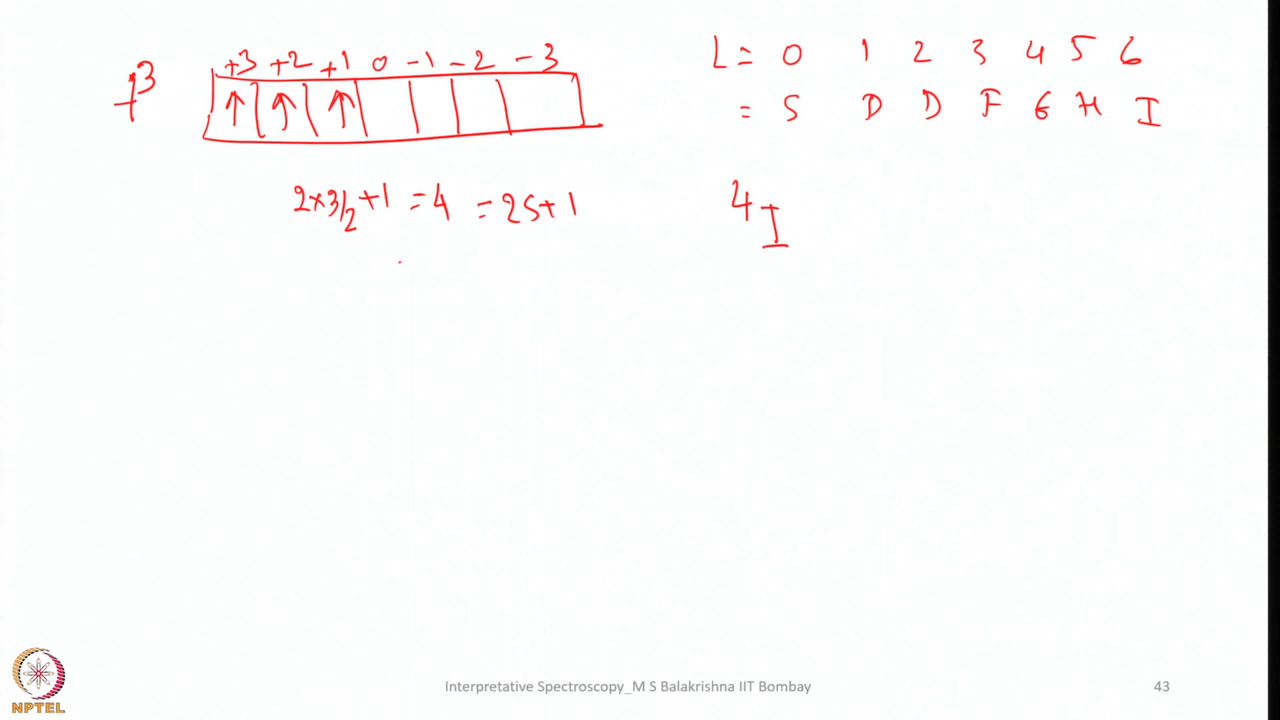 f³ +3 +2 +1 0 -1 -2 -3
↑ ↑ ↑
2×3/2+1 = 4 = 2S+1
L = 0 1 2 3 4 5 6
= S D D F G H I
⁴I
NPTEL
Interpretative Spectroscopy_M S Balakrishna IIT Bombay
43